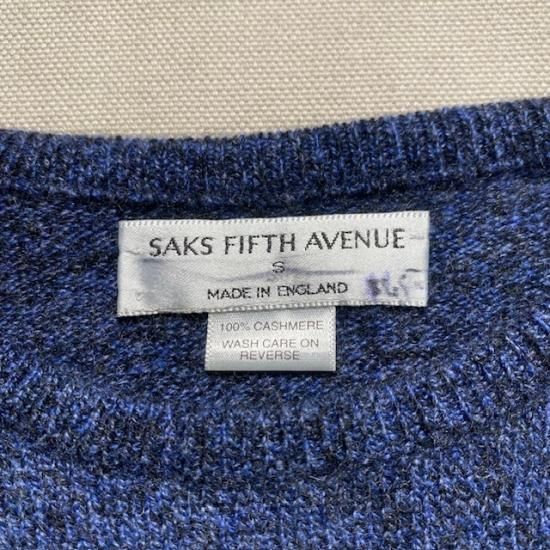 SAKS FIFTH AVENUE
S
MADE IN ENGLAND
100% CASHMERE
WASH CARE ON
REVERSE